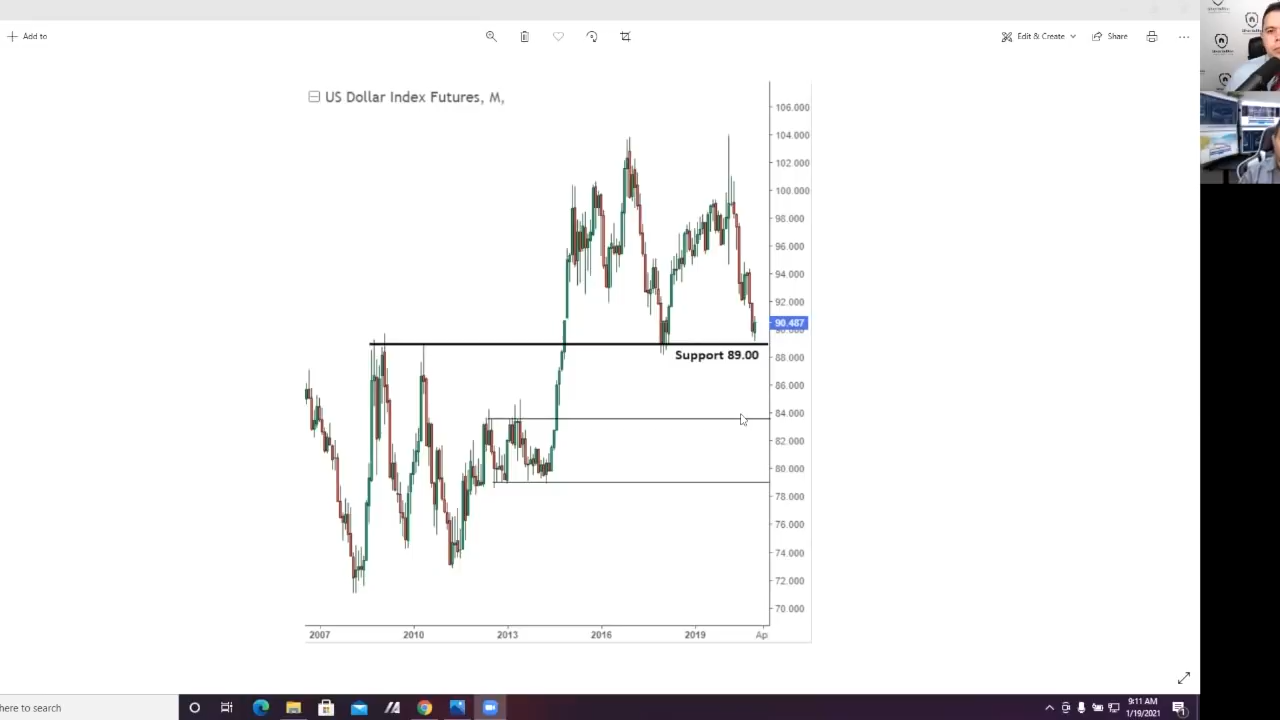 Add to
Edit & Create
Share
US Dollar Index Futures, M,
106.000
104.000
102.000
100.000
98.000
96.000
94.000
92.000
90.487
90.000
88.000
Support 89.00
86.000
84.000
82.000
80.000
78.000
76.000
74.000
72.000
70.000
2007 2010 2013 2016 2019 Ap
here to search
9:11 AM
1/19/2021